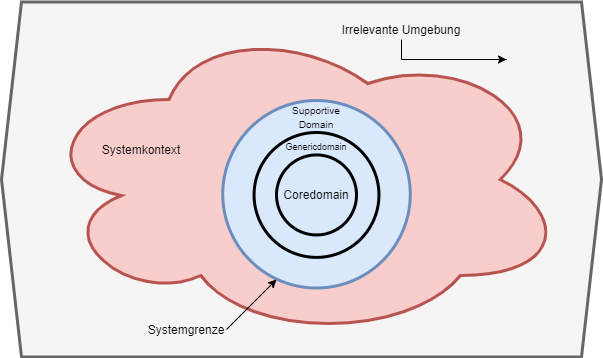 Irrelevante Umgebung
Supportive
Domain
Genericdomain
Systemkontext
Coredomain
Systemgrenze